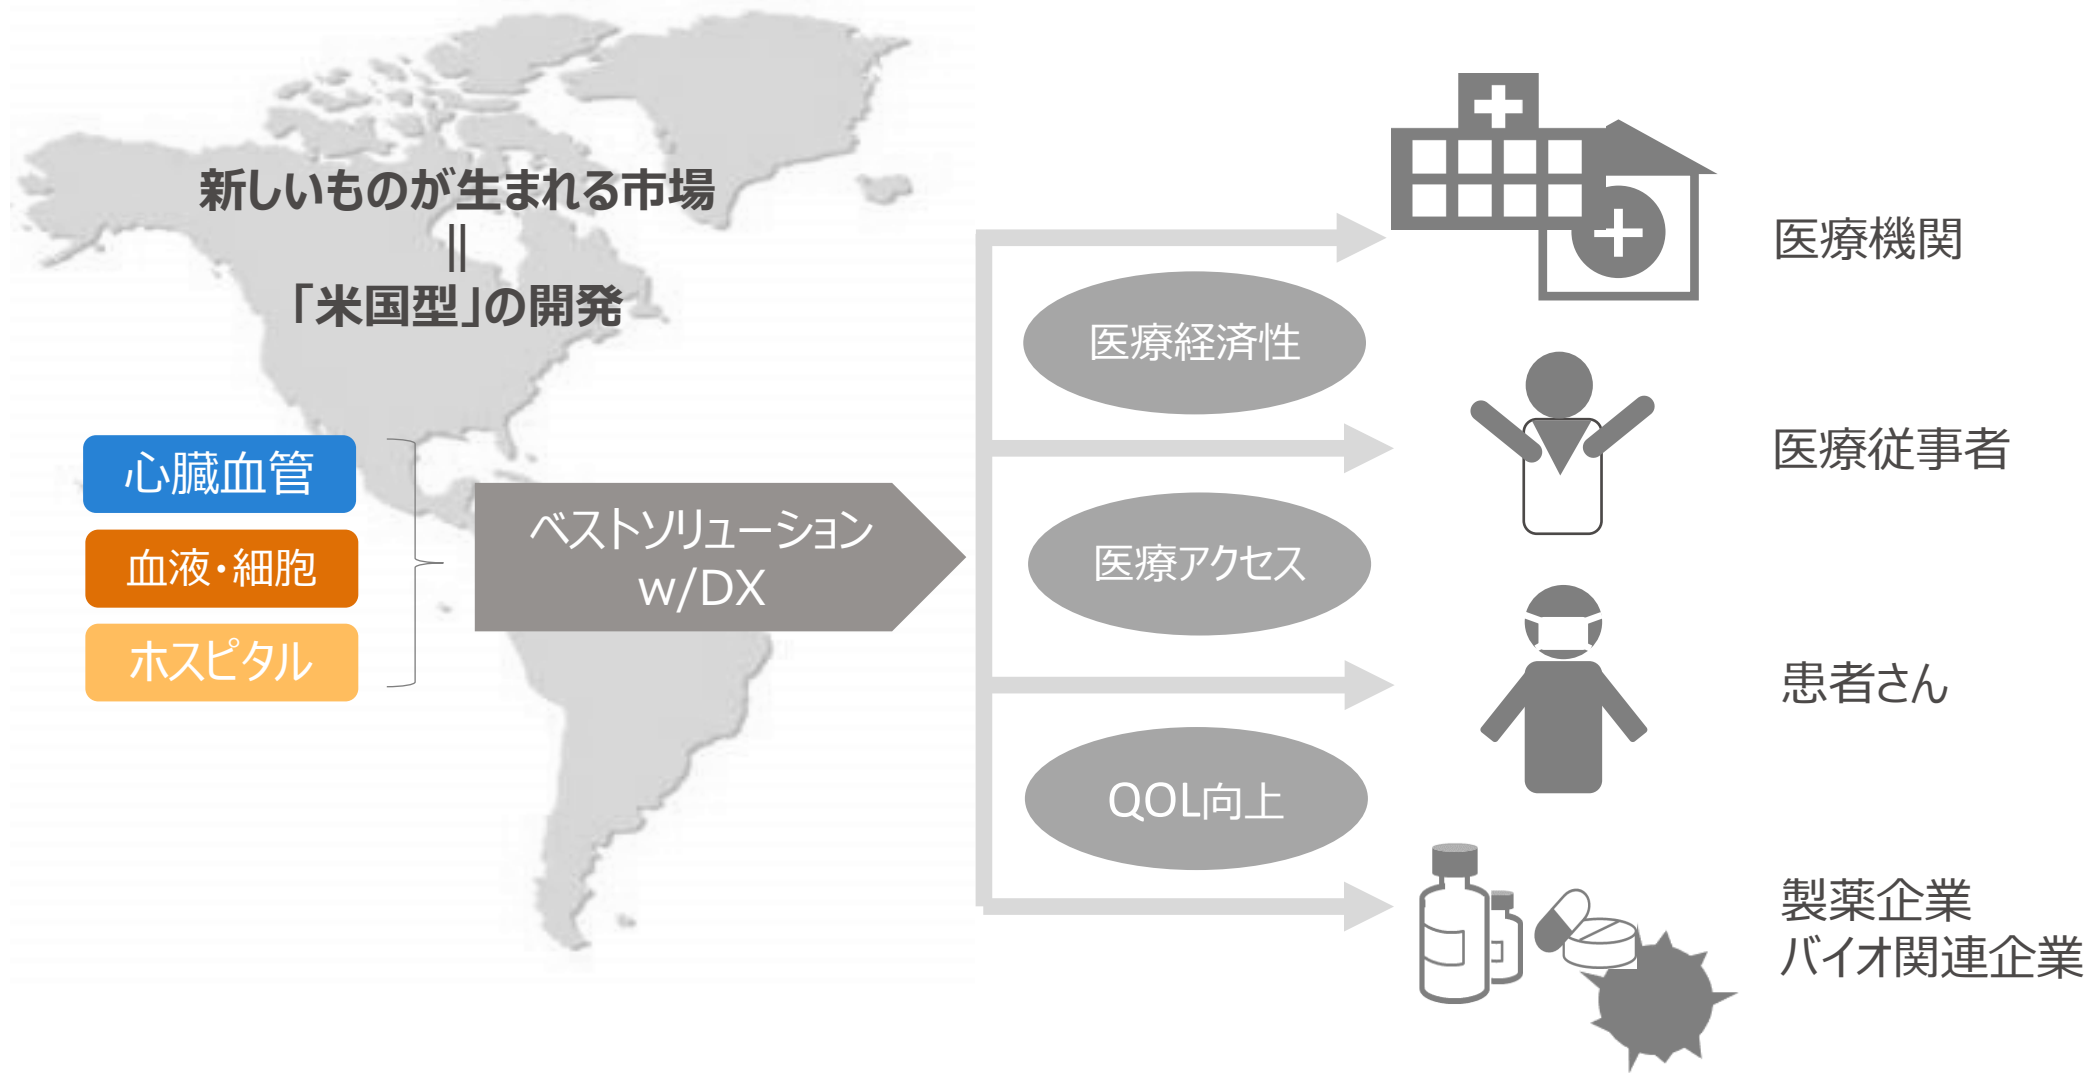 新しいものが生まれる市場
||
「米国型」の開発
心臓血管
血液・細胞
ホスピタル
ベストソリューション
w/DX
医療経済性
医療アクセス
QOL向上
医療機関
医療従事者
患者さん
製薬企業
バイオ関連企業